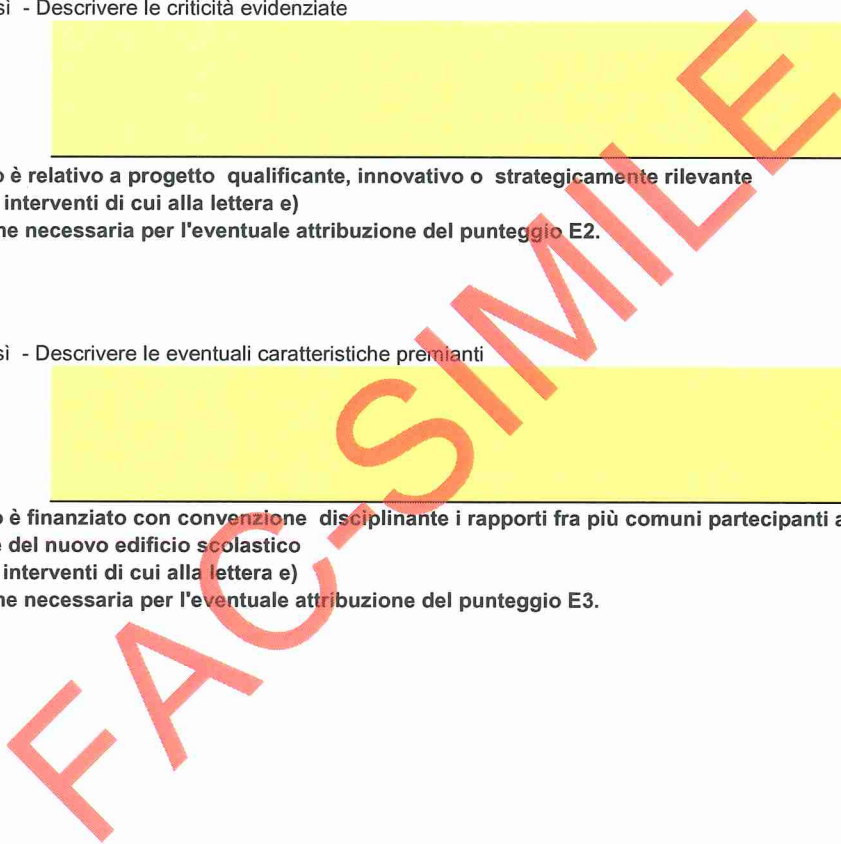 sì - Descrivere le criticità evidenziate
o è relativo a progetto qualificante, innovativo o strategicamente rilevante
interventi di cui alla lettera e)
ne necessaria per l'eventuale attribuzione del punteggio E2.
sì - Descrivere le eventuali caratteristiche premianti
o è finanziato con convenzione disciplinante i rapporti fra più comuni partecipanti a
e del nuovo edificio scolastico
interventi di cui alla lettera e)
ne necessaria per l'eventuale attribuzione del punteggio E3.
FAC-SIMILE